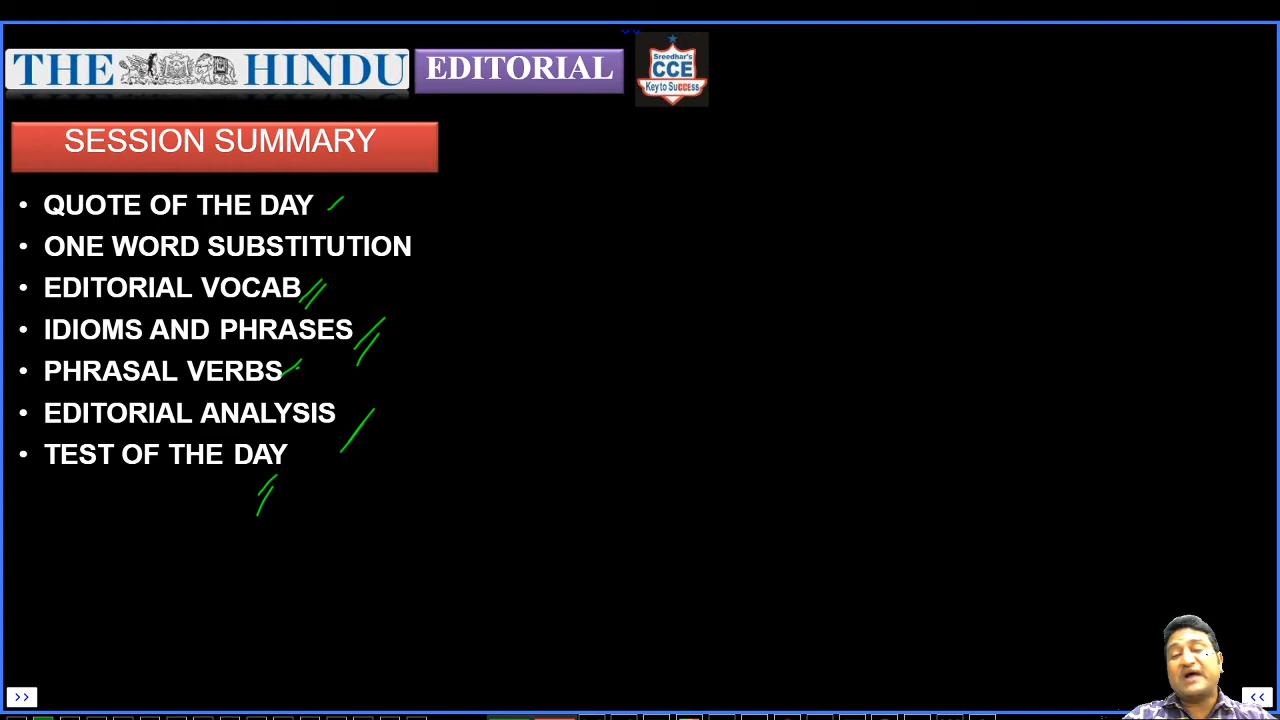 THE HINDU EDITORIAL
Sreedhar's
CCE
Key to SuCCEss
SESSION SUMMARY
• QUOTE OF THE DAY
• ONE WORD SUBSTITUTION
• EDITORIAL VOCAB
• IDIOMS AND PHRASES
• PHRASAL VERBS
• EDITORIAL ANALYSIS
• TEST OF THE DAY
>> <<